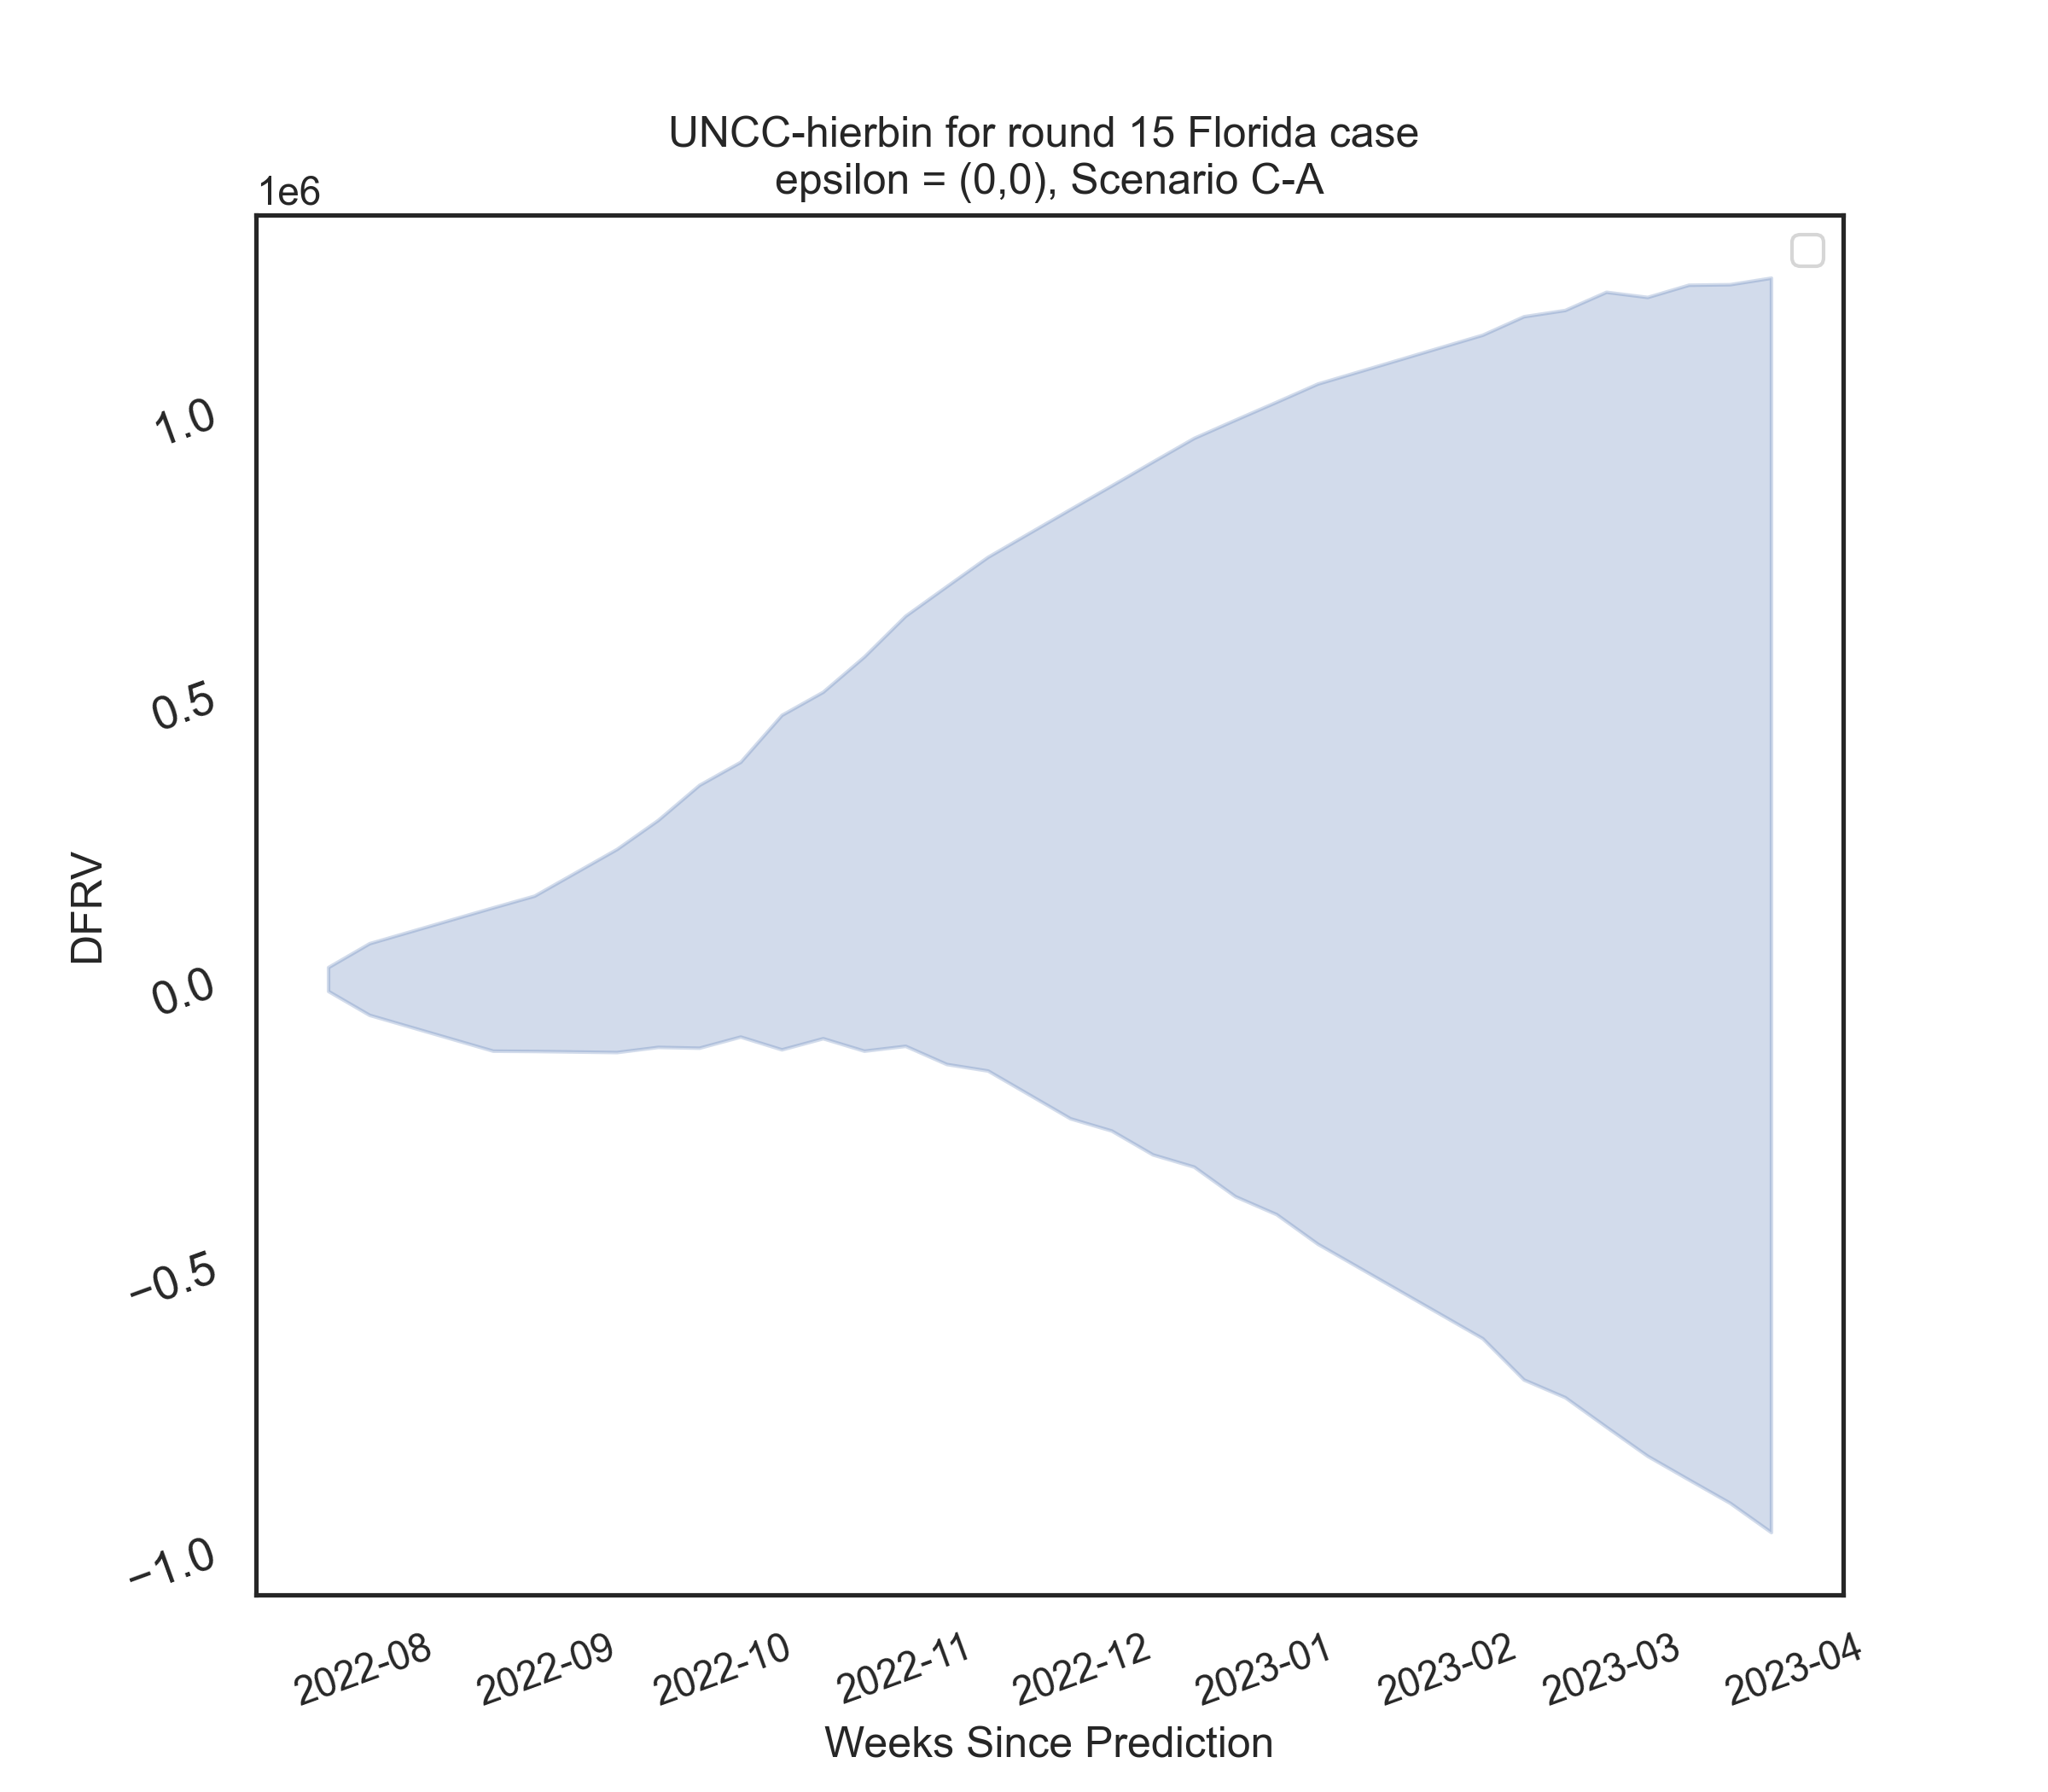 UNCC-hierbin for round 15 Florida case
epsilon = (0,0), Scenario C-A
1e6
1.0
0.5
0.0
−0.5
−1.0
DFRV
2022-08
2022-09
2022-10
2022-11
2022-12
2023-01
2023-02
2023-03
2023-04
Weeks Since Prediction